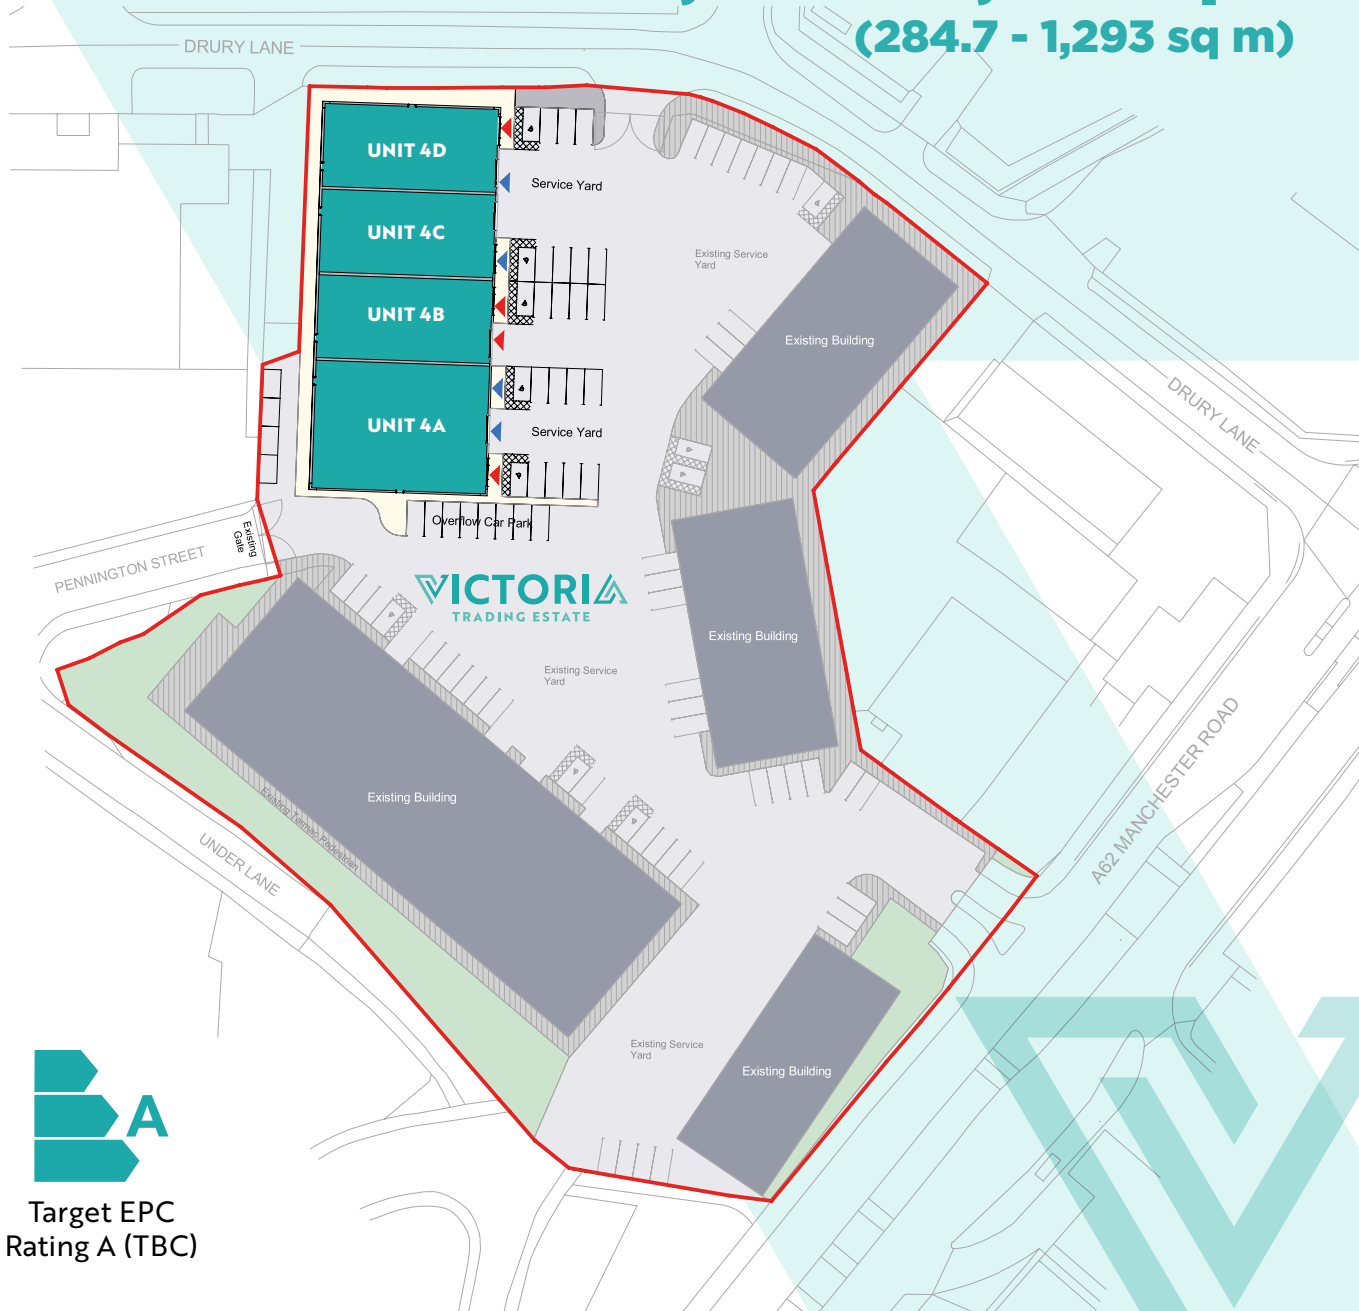 (284.7 - 1,293 sq m)
DRURY LANE
UNIT 4D
Service Yard
UNIT 4C
Existing Service
Yard
UNIT 4B
Existing Building
DRURY LANE
UNIT 4A
Service Yard
Overflow Car Park
Existing
Gate
PENNINGTON STREET
VICTORIA
TRADING ESTATE
Existing Building
Existing Service
Yard
A62 MANCHESTER ROAD
Existing Building
Existing Tarmac Pedestrian
UNDER LANE
Existing Service
Yard
Existing Building
A
Target EPC
Rating A (TBC)